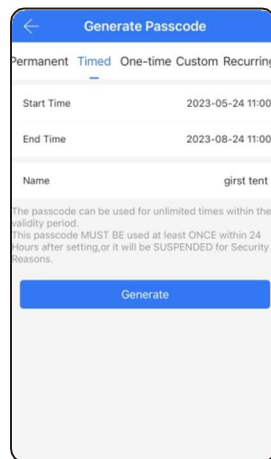 Generate Passcode
Permanent Timed One-time Custom Recurring
Start Time 2023-05-24 11:00
End Time 2023-08-24 11:00
Name girst tent
The passcode can be used for unlimited times within the
validity period.
This passcode MUST BE used at least ONCE within 24
Hours after setting,or it will be SUSPENDED for Security
Reasons.
Generate